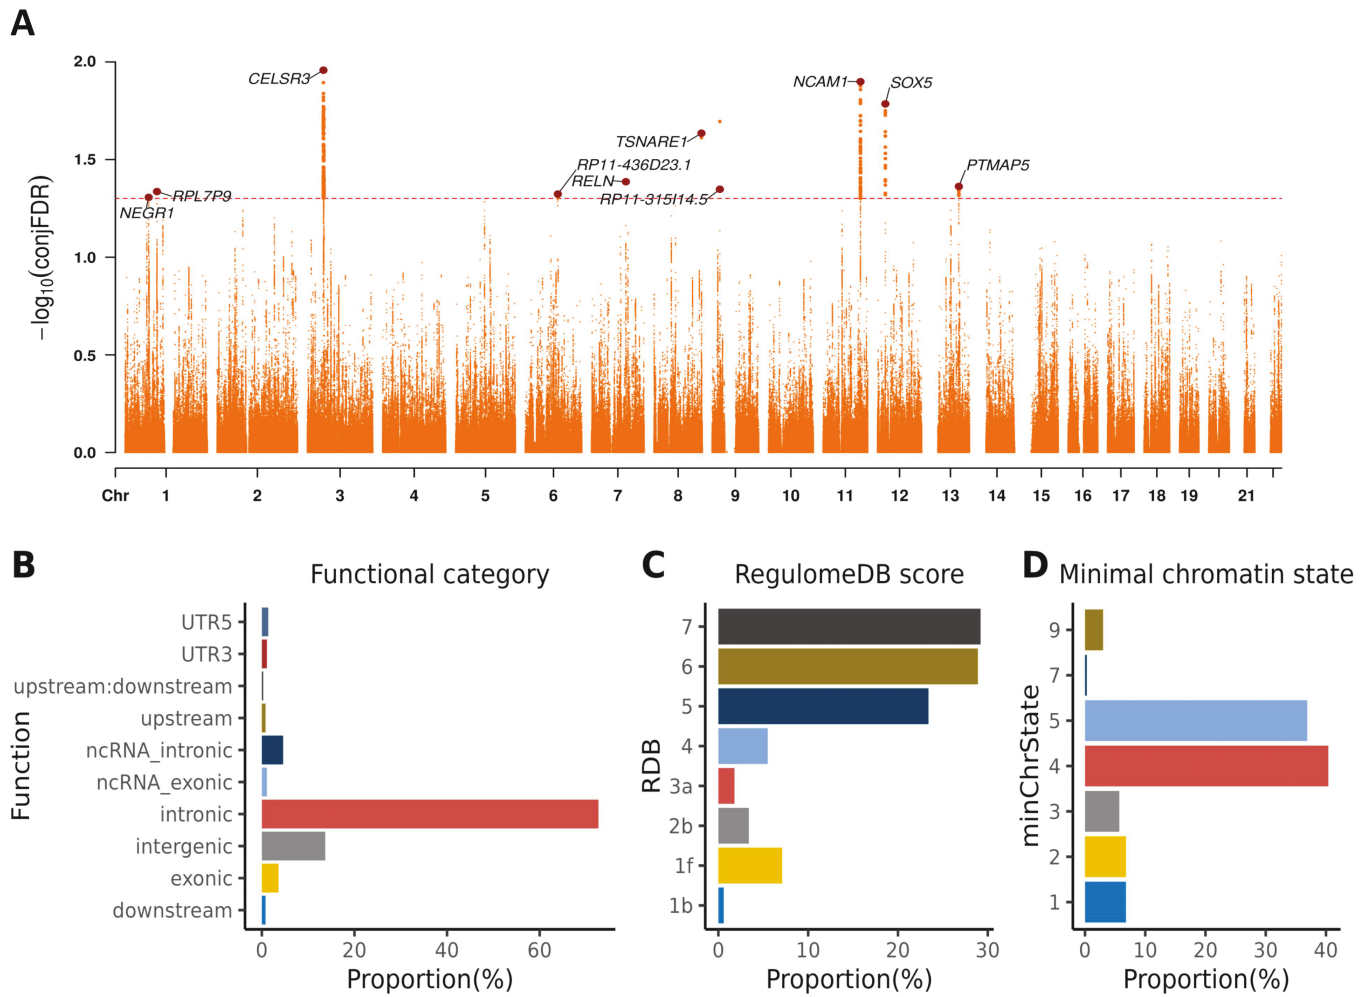 A
2.0
1.5
1.0
0.5
0.0
−log10(conjFDR)
CELSR3
NCAM1
SOX5
TSNARE1
RP11-436D23.1
PTMAP5
RELN
RPL7P9
RP11-315I14.5
NEGR1
Chr 1 2 3 4 5 6 7 8 9 10 11 12 13 14 15 16 17 18 19 21
B
Functional category
Function
UTR5
UTR3
upstream:downstream
upstream
ncRNA_intronic
ncRNA_exonic
intronic
intergenic
exonic
downstream
0 20 40 60
Proportion(%)
C
RegulomeDB score
RDB
7
6
5
4
3a
2b
1f
1b
0 10 20 30
Proportion(%)
D
Minimal chromatin state
minChrState
9
7
5
4
3
2
1
0 10 20 30 40
Proportion(%)